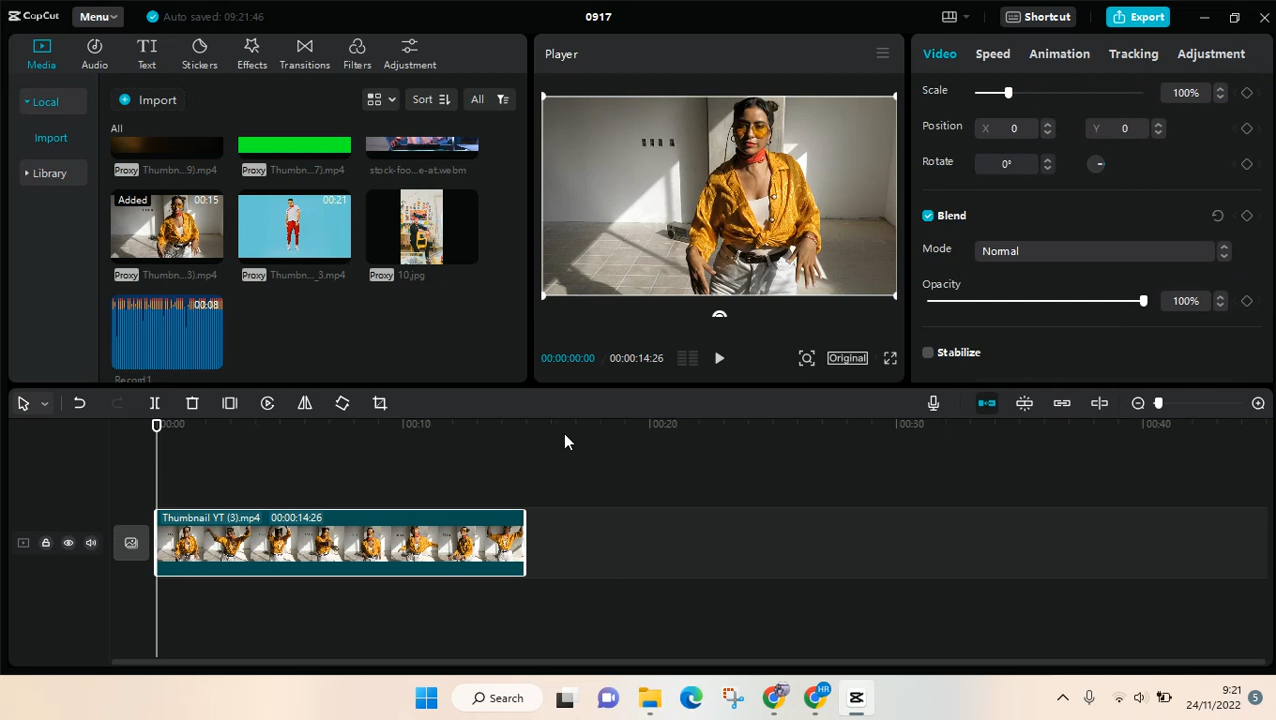 CapCut Menu Auto saved: 09:21:46 0917 Shortcut Export
Media Audio Text Stickers Effects Transitions Filters Adjustment
Local
Import
Library
Import Sort All
All
Proxy Thumbn...9).mp4 Proxy Thumbn...7).mp4 stock-foo...e-at.webm
Added 00:15 00:21
Proxy Thumbn...3).mp4 Proxy Thumbn..._3.mp4 Proxy 10.jpg
00:08
Record1
Player
00:00:00:00 / 00:00:14:26 Original
Video Speed Animation Tracking Adjustment
Scale 100%
Position X 0 Y 0
Rotate 0°
Blend
Mode Normal
Opacity 100%
Stabilize
00:00 00:10 00:20 00:30 00:40
Thumbnail YT (3).mp4 00:00:14:26
Search HR 9:21
24/11/2022 5